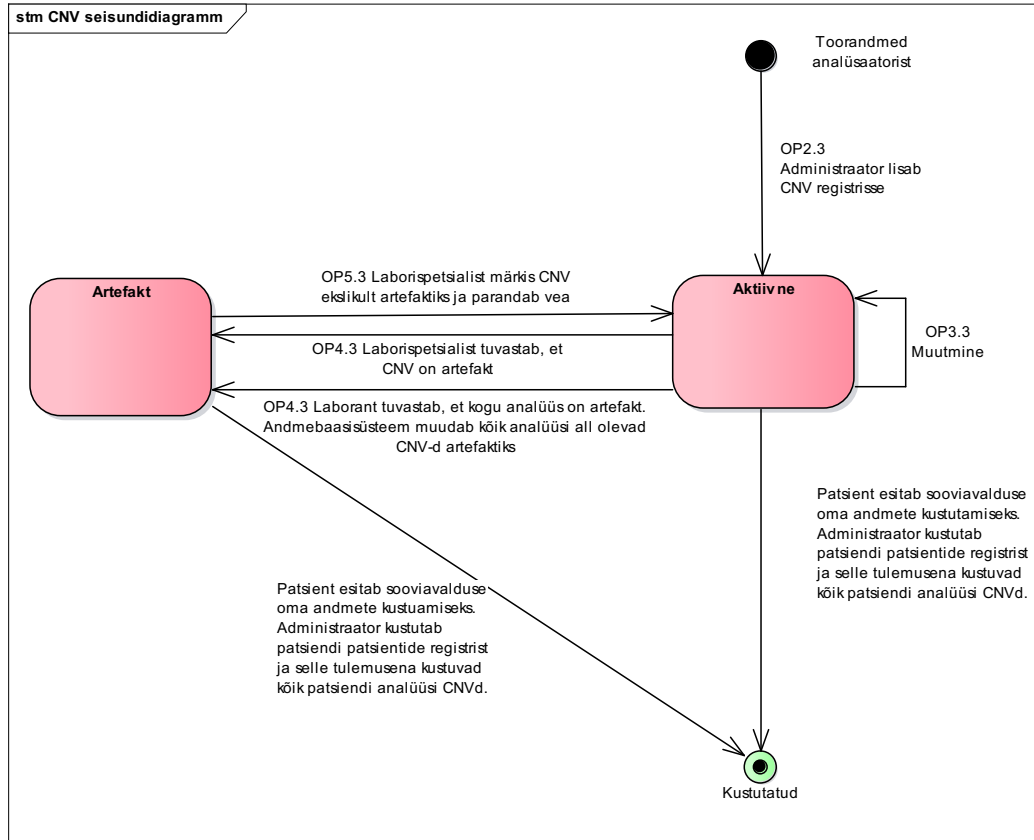 stm CNV seisundidiagramm
Toorandmed
analüsaatorist
OP2.3
Administraator lisab
CNV registrisse
OP5.3 Laborispetsialist märkis CNV
ekslikult artefaktiks ja parandab vea
Artefakt
Aktiivne
OP3.3
Muutmine
OP4.3 Laborispetsialist tuvastab, et
CNV on artefakt
OP4.3 Laborant tuvastab, et kogu analüüs on artefakt.
Andmebaasisüsteem muudab kõik analüüsi all olevad
CNV-d artefaktiks
Patsient esitab sooviavalduse
oma andmete kustutamiseks.
Administraator kustutab
patsiendi patsientide registrist
ja selle tulemusena kustuvad
kõik patsiendi analüüsi CNVd.
Patsient esitab sooviavalduse
oma andmete kustuamiseks.
Administraator kustutab
patsiendi patsientide registrist
ja selle tulemusena kustuvad
kõik patsiendi analüüsi CNVd.
Kustutatud